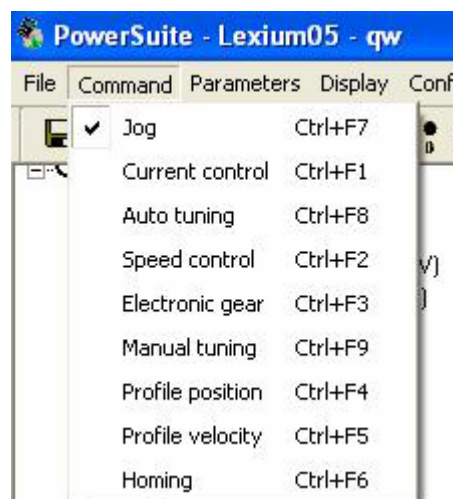 PowerSuite - Lexium05 - qw
File Command Parameters Display Conf
Jog Ctrl+F7
Current control Ctrl+F1
Auto tuning Ctrl+F8
Speed control Ctrl+F2
V)
Electronic gear Ctrl+F3
)
Manual tuning Ctrl+F9
Profile position Ctrl+F4
Profile velocity Ctrl+F5
Homing Ctrl+F6